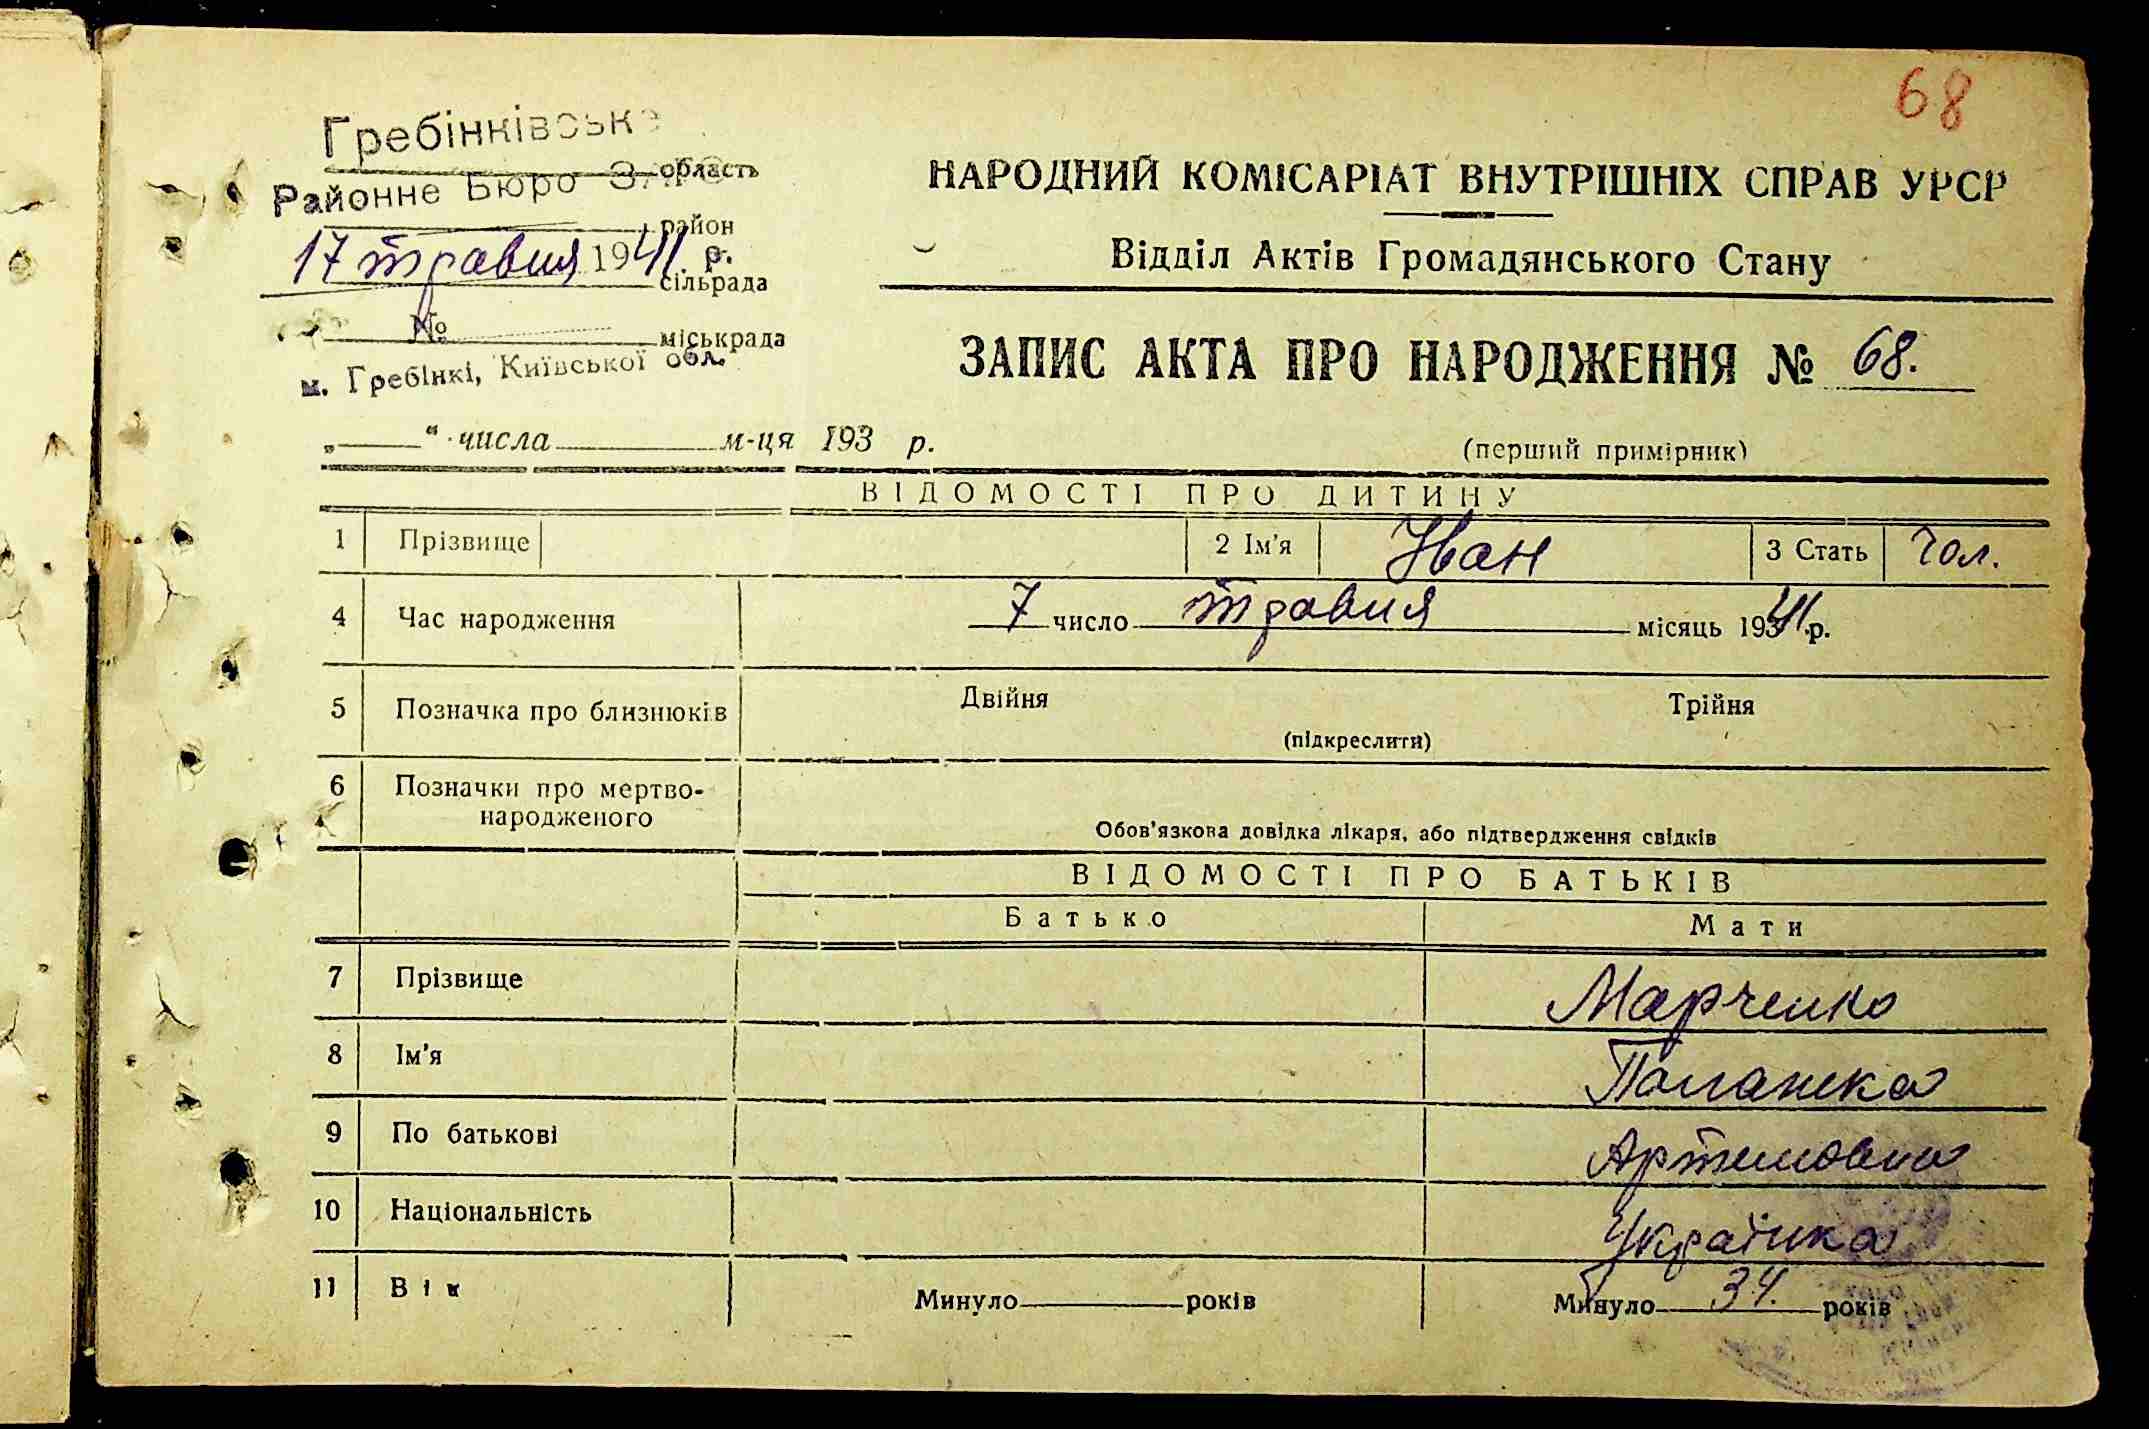 68
Гребінківське
область
Районне Бюро ЗАГС
район
17 травня 1941 р.
сільрада
№
міськрада
м. Гребінкі, Київської обл.
„ “ числа м-ця 193 р.
НАРОДНИЙ КОМІСАРІАТ ВНУТРІШНІХ СПРАВ УРСР
Відділ Актів Громадянського Стану
ЗАПИС АКТА ПРО НАРОДЖЕННЯ № 68.
(перший примірник)
ВІДОМОСТІ ПРО ДИТИНУ
1 Прізвище 2 Ім'я Іван 3 Стать чол.
4 Час народження 7 число травня місяць 1941 р.
5 Позначка про близнюків Двійня Трійня
(підкреслити)
6 Позначки про мертво-
народженого
Обов'язкова довідка лікаря, або підтвердження свідків
ВІДОМОСТІ ПРО БАТЬКІВ
Батько Мати
7 Прізвище Марченко
8 Ім'я Палажка
9 По батькові Артемовна
10 Національність Українка
11 Вік Минуло років Минуло 34. років